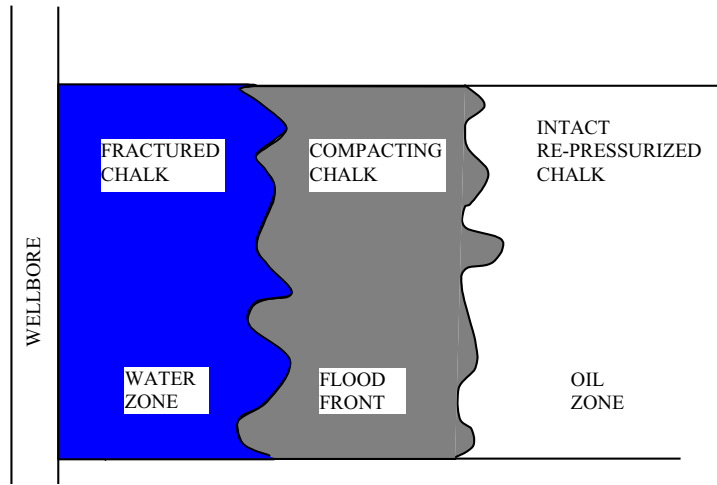 FRACTURED
CHALK
COMPACTING
CHALK
INTACT
RE-PRESSURIZED
CHALK
WELLBORE
WATER
ZONE
FLOOD
FRONT
OIL
ZONE